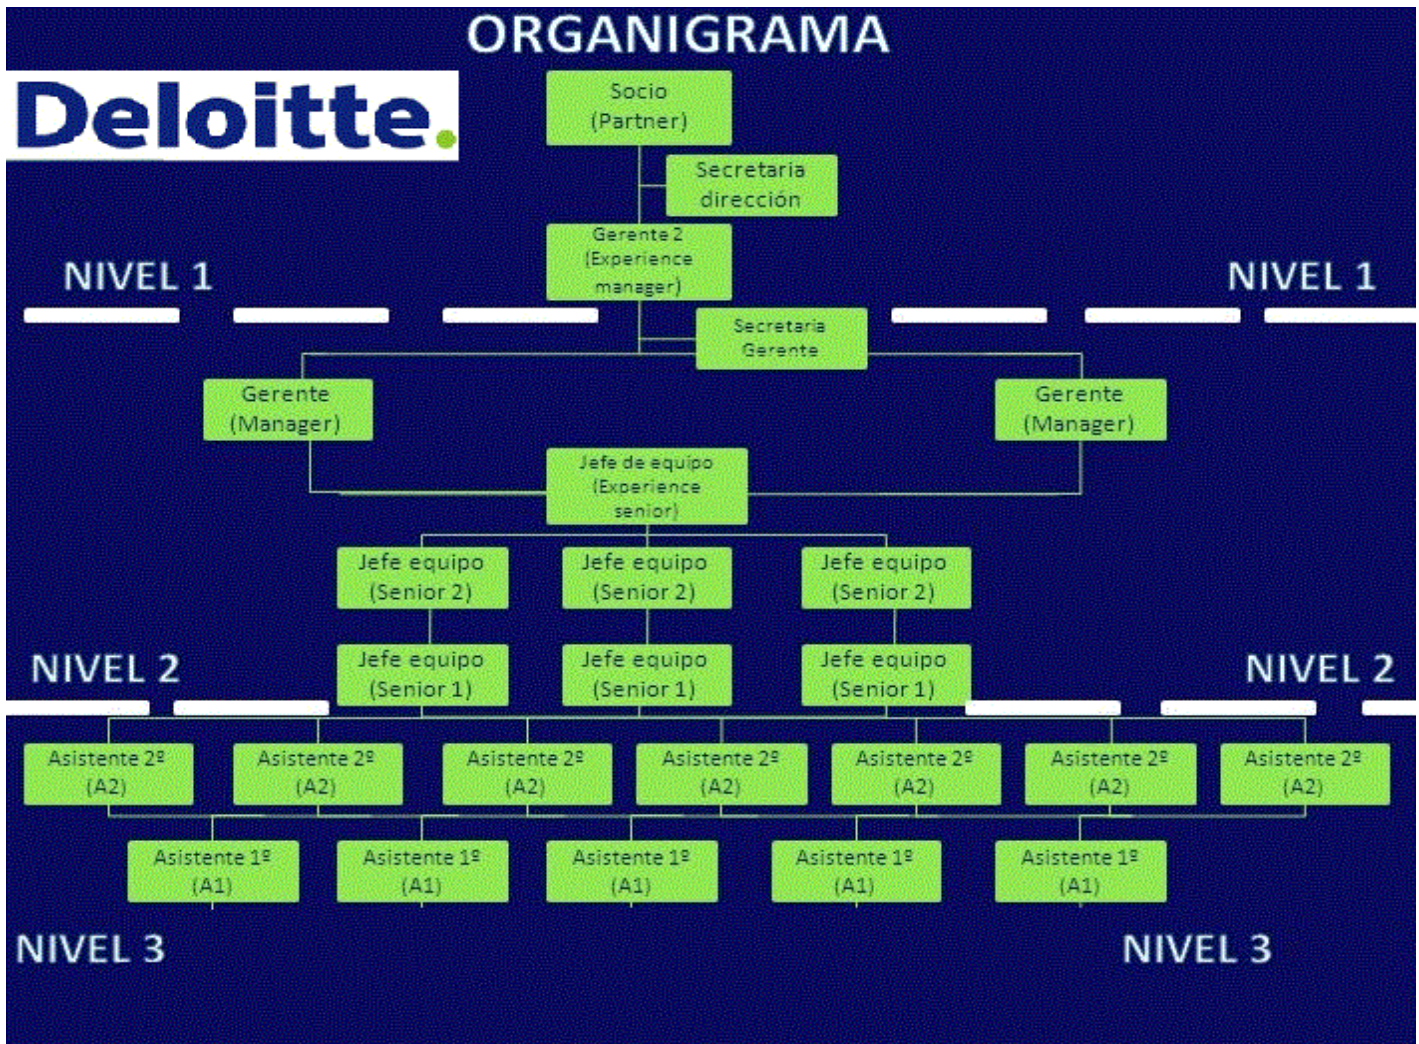 ORGANIGRAMA
Deloitte.
Socio
(Partner)
Secretaria
dirección
Gerente 2
(Experience
manager)
NIVEL 1
NIVEL 1
Secretaria
Gerente
Gerente
(Manager)
Gerente
(Manager)
Jefe de equipo
(Experience
senior)
Jefe equipo
(Senior 2)
Jefe equipo
(Senior 2)
Jefe equipo
(Senior 2)
NIVEL 2
Jefe equipo
(Senior 1)
Jefe equipo
(Senior 1)
Jefe equipo
(Senior 1)
NIVEL 2
Asistente 2º
(A2)
Asistente 2º
(A2)
Asistente 2º
(A2)
Asistente 2º
(A2)
Asistente 2º
(A2)
Asistente 2º
(A2)
Asistente 2º
(A2)
Asistente 1º
(A1)
Asistente 1º
(A1)
Asistente 1º
(A1)
Asistente 1º
(A1)
Asistente 1º
(A1)
NIVEL 3
NIVEL 3